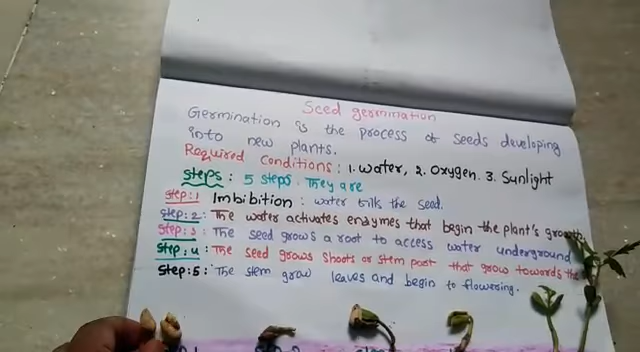 Seed germination
Germination is the process of seeds developing
into new plants.
Required Conditions: 1. Water, 2. Oxygen. 3. Sunlight
Steps: 5 steps. They are
Step:1 Imbibition: water fills the seed.
Step:2: The water activates enzymes that begin the plant's growth
Step:3: The seed grows a root to access water underground
Step:4: The seed grows shoots or stem part that grow towards the
Step:5: The stem grow leaves and begin to flowering.